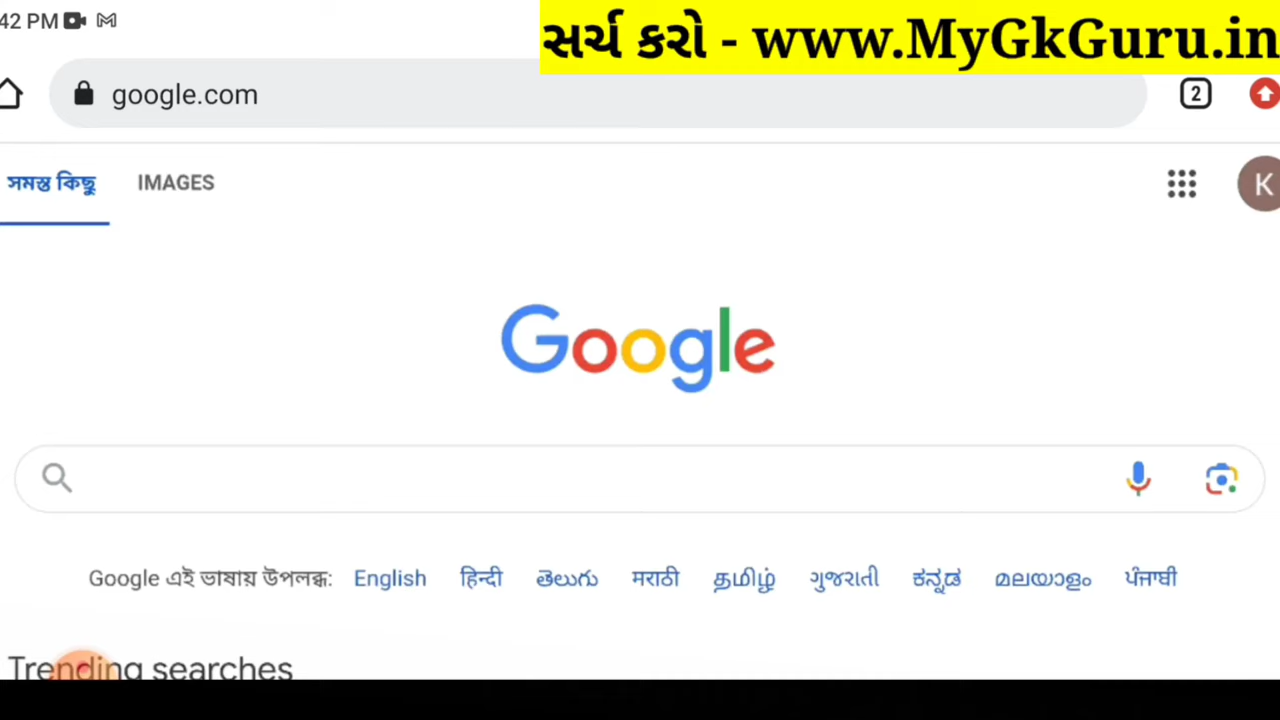 42 PM
સર્ચ કરો - www.MyGkGuru.in
google.com
2
সমস্ত কিছু IMAGES
K
Google
Google এই ভাষায় উপলব্ধ: English हिन्दी తెలుగు मराठी தமிழ் ગુજરાતી ಕನ್ನಡ മലയാളം ਪੰਜਾਬੀ
Trending searches